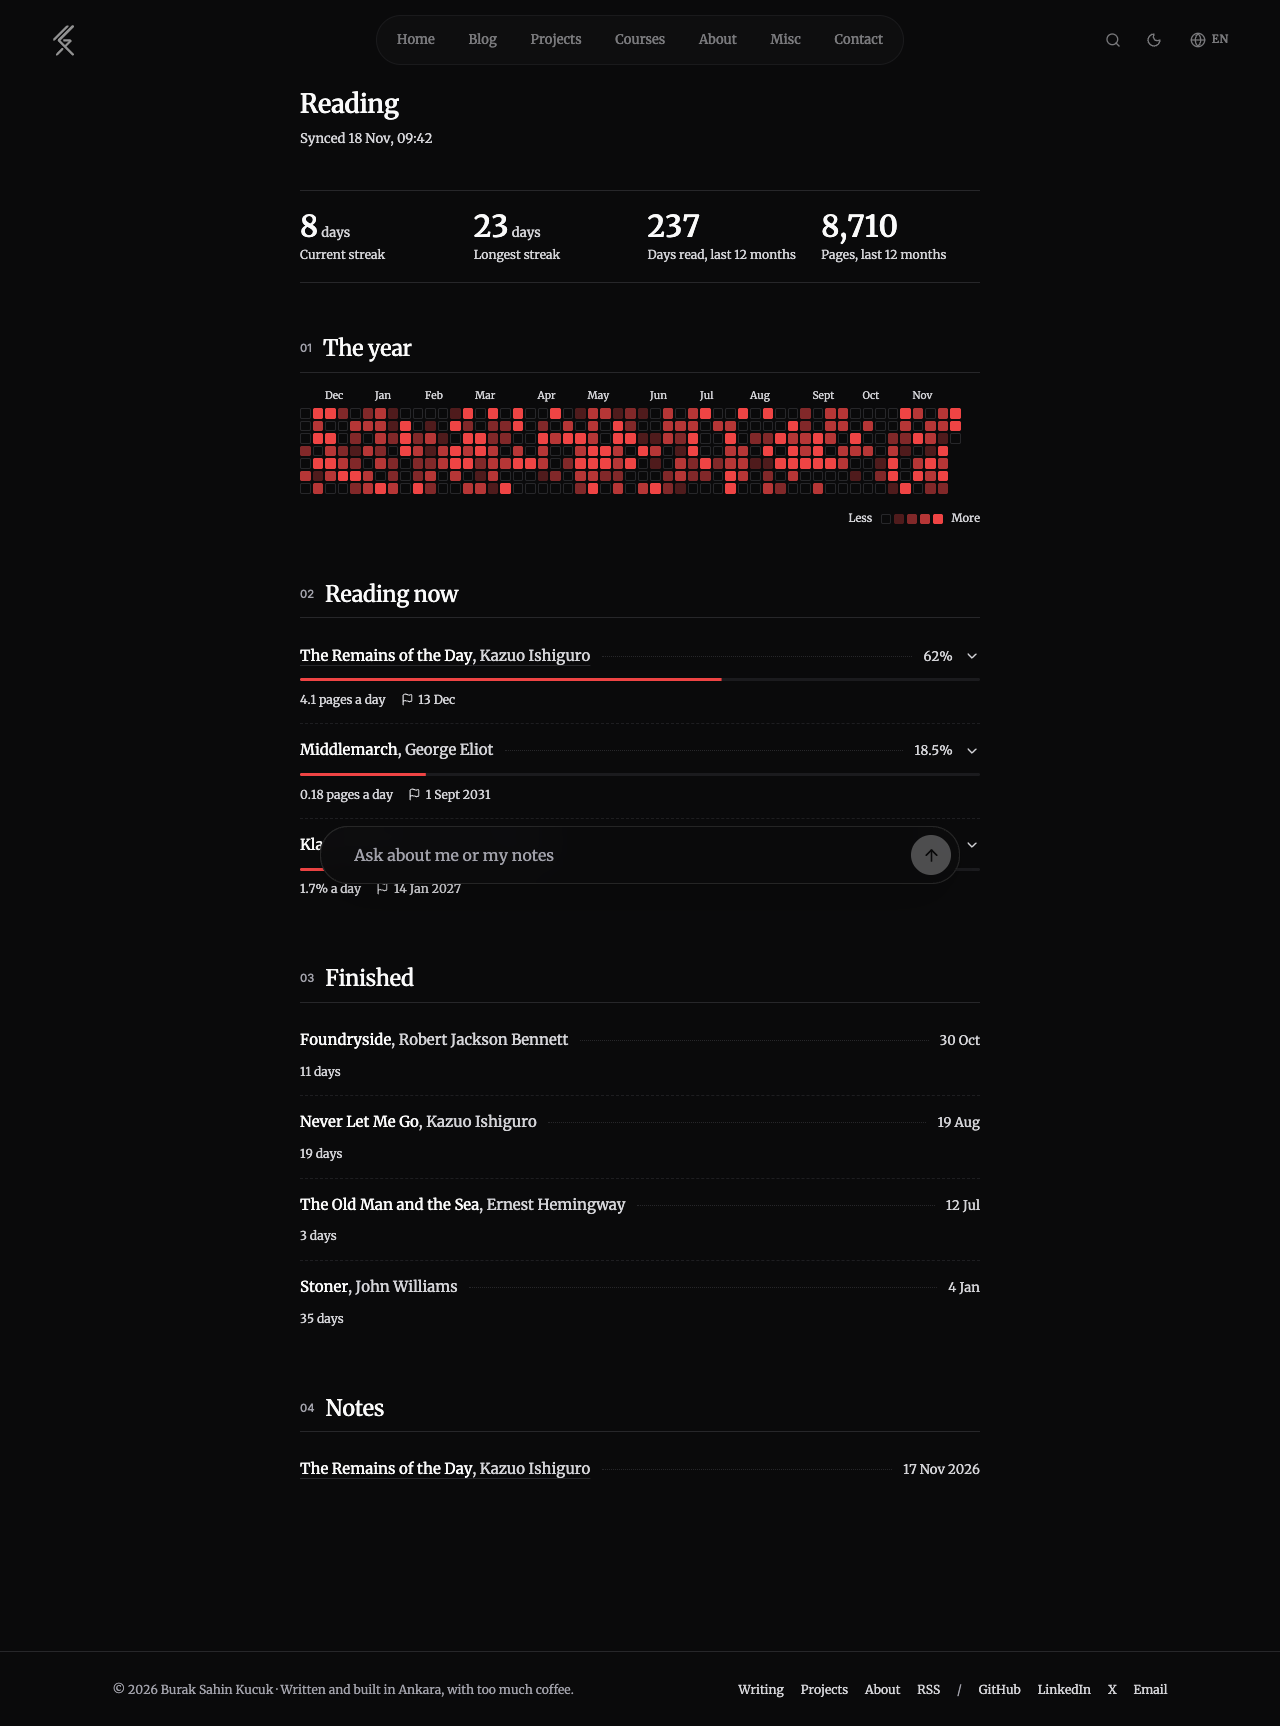 Home Blog Projects Courses About Misc Contact EN
Reading
Synced 18 Nov, 09:42
8 days 23 days 237 8,710
Current streak Longest streak Days read, last 12 months Pages, last 12 months
01 The year
Dec Jan Feb Mar Apr May Jun Jul Aug Sept Oct Nov
Less More
02 Reading now
The Remains of the Day, Kazuo Ishiguro 62%
4.1 pages a day 13 Dec
Middlemarch, George Eliot 18.5%
0.18 pages a day 1 Sept 2031
Ask about me or my notes
1.7% a day 14 Jan 2027
03 Finished
Foundryside, Robert Jackson Bennett 30 Oct
11 days
Never Let Me Go, Kazuo Ishiguro 19 Aug
19 days
The Old Man and the Sea, Ernest Hemingway 12 Jul
3 days
Stoner, John Williams 4 Jan
35 days
04 Notes
The Remains of the Day, Kazuo Ishiguro 17 Nov 2026
© 2026 Burak Sahin Kucuk · Written and built in Ankara, with too much coffee. Writing Projects About RSS / GitHub LinkedIn X Email